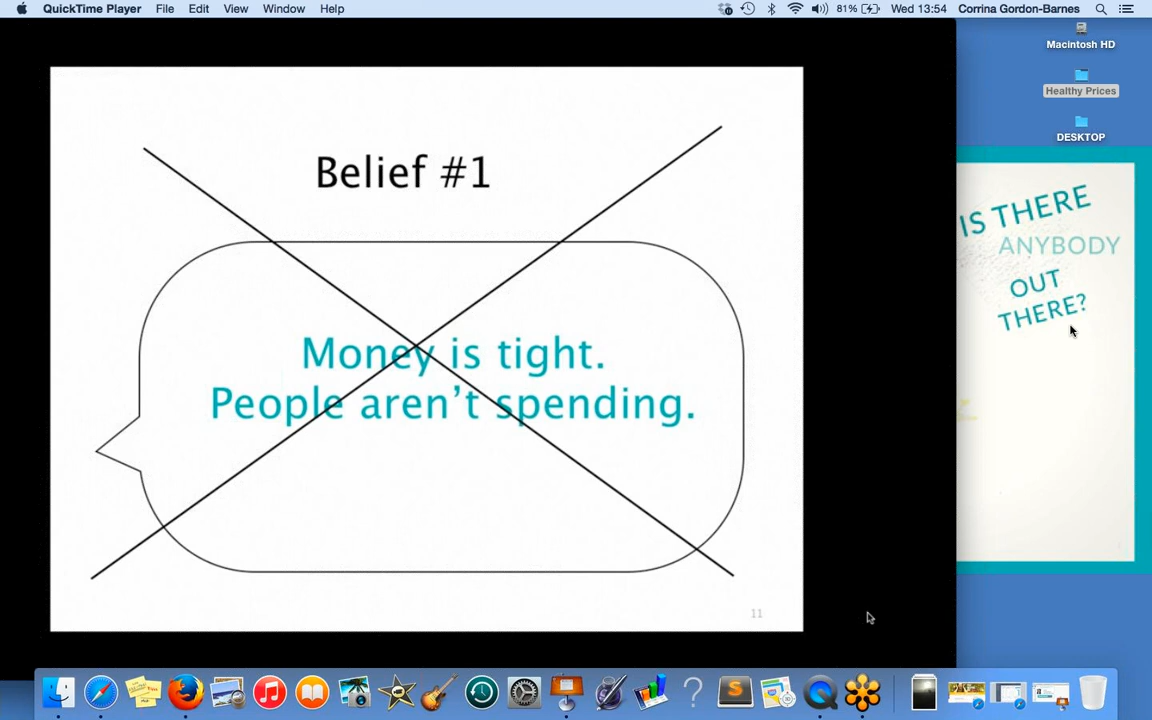 QuickTime Player File Edit View Window Help 81% Wed 13:54 Corrina Gordon-Barnes
Macintosh HD
Healthy Prices
DESKTOP
Belief #1
Money is tight.
People aren't spending.
11
IS THERE
ANYBODY
OUT
THERE?